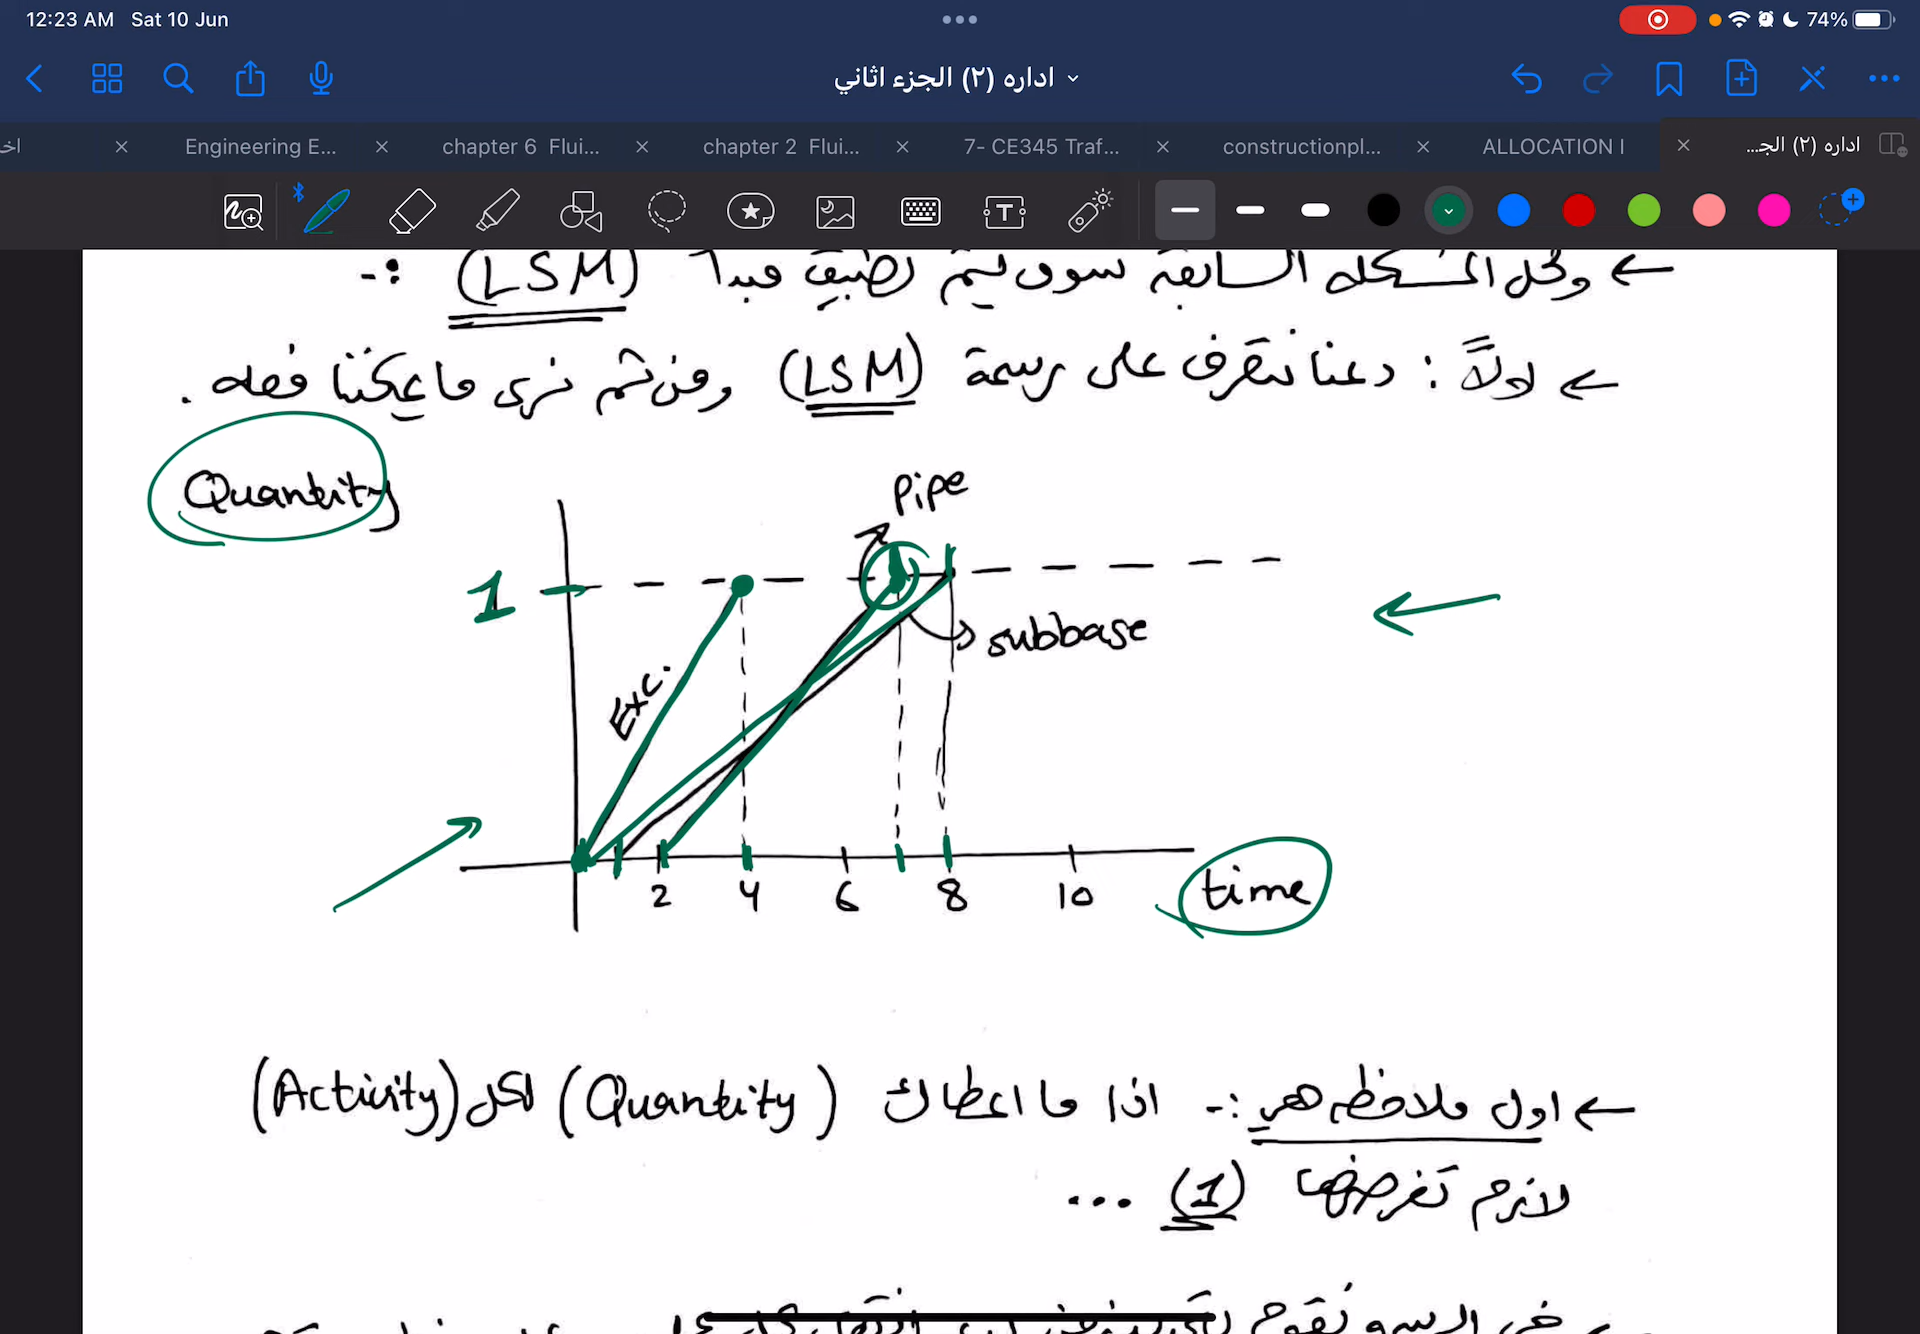 12:23 AM Sat 10 Jun
74%
اداره (٢) الجزء اثاني
Engineering E...
chapter 6 Flui...
chapter 2 Flui...
7- CE345 Traf...
constructionpl...
ALLOCATION I
اداره (٢) الجـ...
← وكل المشكله السابقة سوف يتم تطبيق مبدأ (LSM) :-
← اولاً : دعنا نتعرف على رسمة (LSM) ومن ثم نرى ما يمكننا فعله .
Quantity
pipe
1
subbase
Exc.
2 4 6 8 10
time
← اول ملاحظه هي :- اذا ما اعطاك (Quantity) لكل (Activity)
لازم تفرضها (1) ...